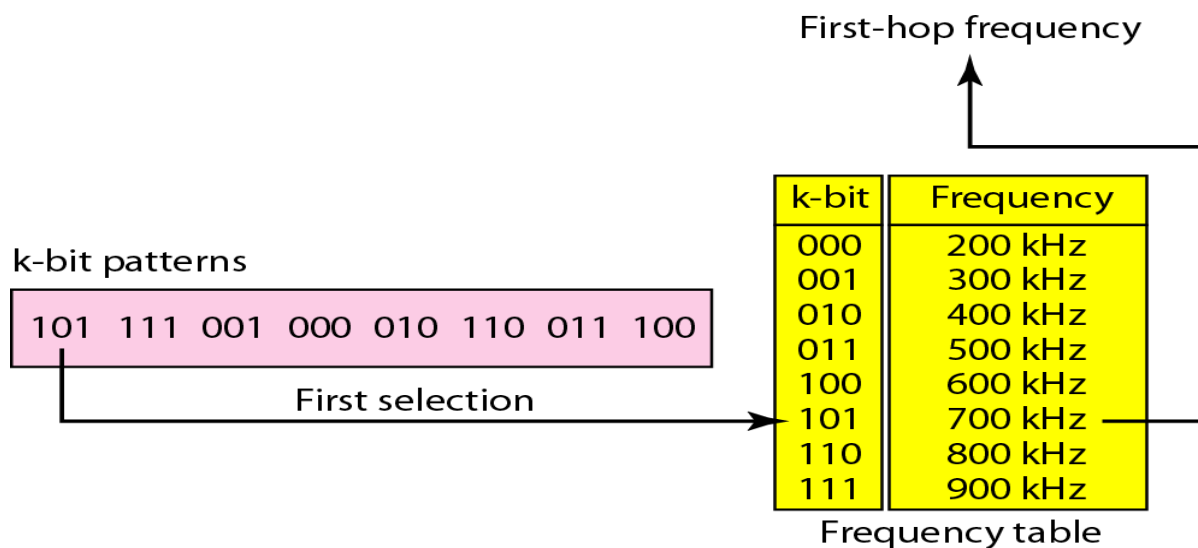 First-hop frequency
k-bit patterns
101 111 001 000 010 110 011 100
First selection
k-bit Frequency
000 200 kHz
001 300 kHz
010 400 kHz
011 500 kHz
100 600 kHz
101 700 kHz
110 800 kHz
111 900 kHz
Frequency table